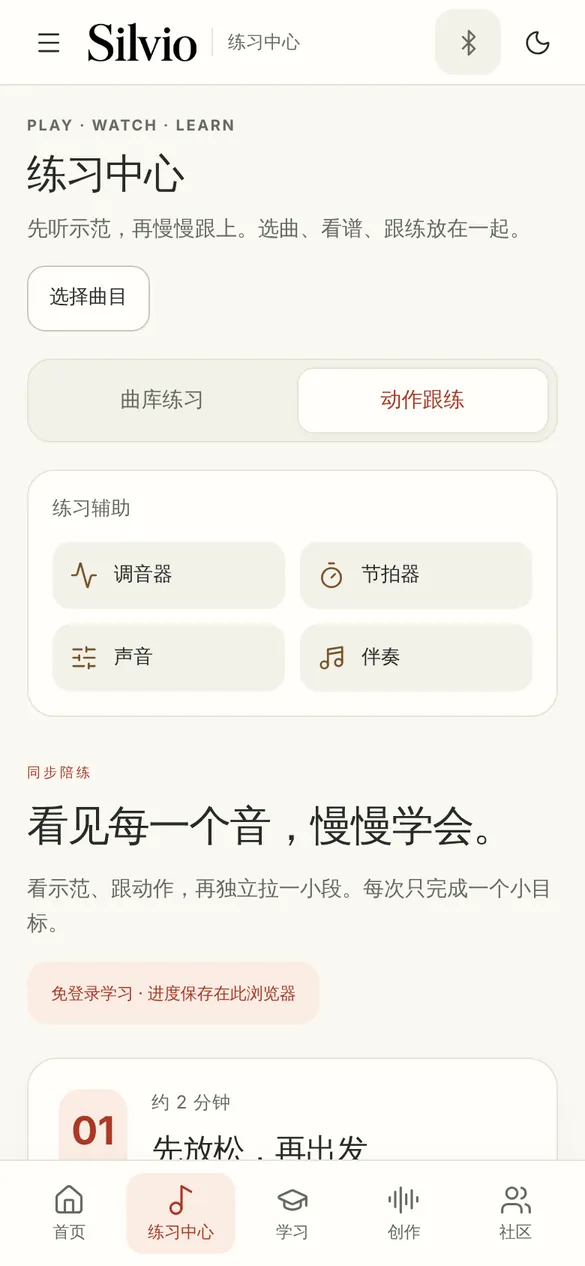 Silvio
练习中心
PLAY · WATCH · LEARN
练习中心
先听示范，再慢慢跟上。选曲、看谱、跟练放在一起。
选择曲目
曲库练习
动作跟练
练习辅助
调音器
节拍器
声音
伴奏
同步陪练
看见每一个音，慢慢学会。
看示范、跟动作，再独立拉一小段。每次只完成一个小目
标。
免登录学习 · 进度保存在此浏览器
01
约 2 分钟
先放松，再出发
首页
练习中心
学习
创作
社区